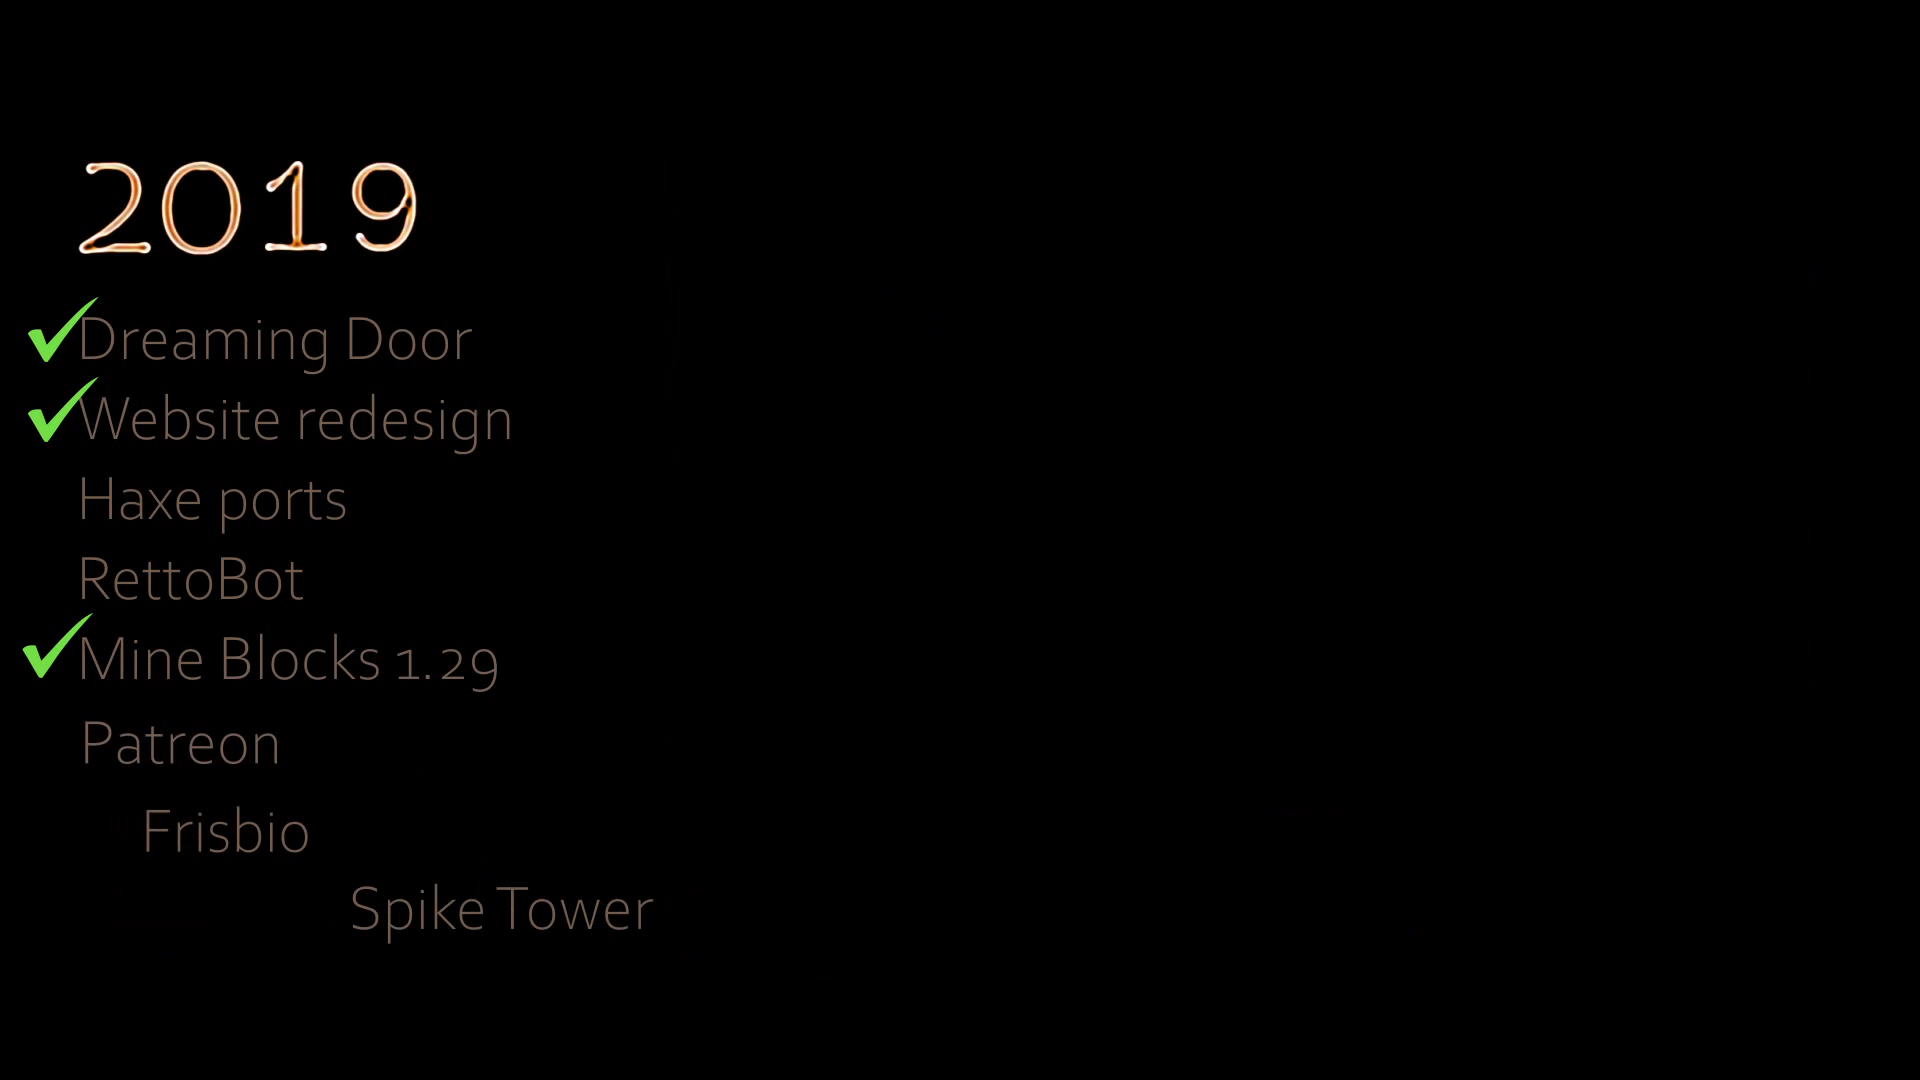 2019
Dreaming Door
Website redesign
Haxe ports
RettoBot
Mine Blocks 1.29
Patreon
Frisbio
Spike Tower